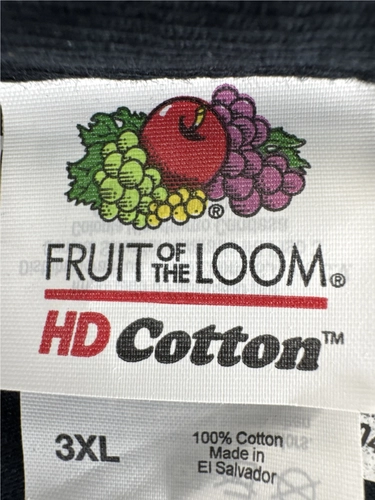 ®
FRUIT OF THE LOOM®
HD Cotton™
3XL
100% Cotton
Made in
El Salvador